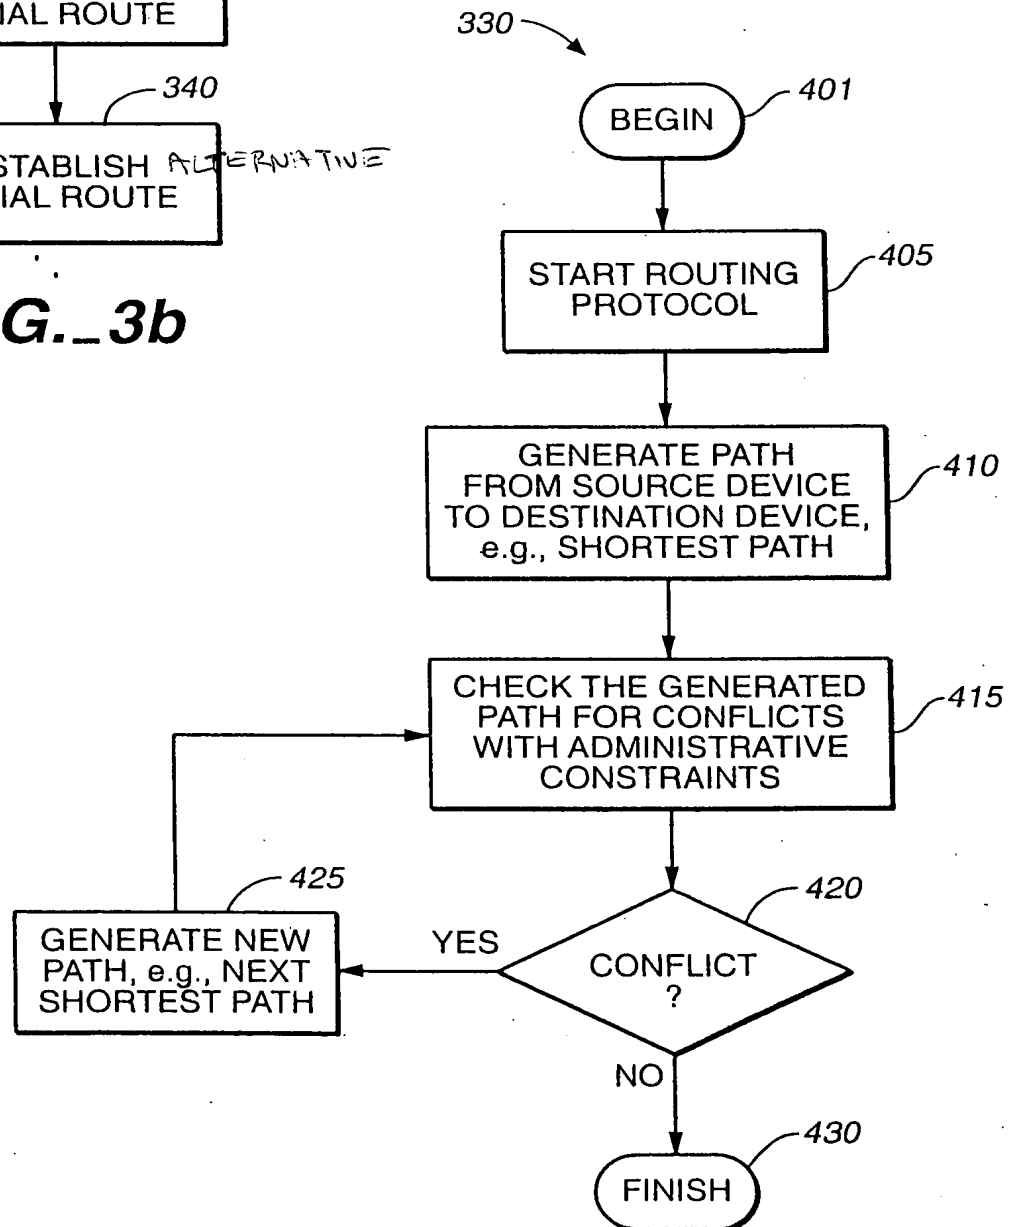 IAL ROUTE
340
STABLISH ALTERNATIVE
IAL ROUTE
G._3b
330
BEGIN
401
START ROUTING
PROTOCOL
405
GENERATE PATH
FROM SOURCE DEVICE
TO DESTINATION DEVICE,
e.g., SHORTEST PATH
410
CHECK THE GENERATED
PATH FOR CONFLICTS
WITH ADMINISTRATIVE
CONSTRAINTS
415
425
GENERATE NEW
PATH, e.g., NEXT
SHORTEST PATH
YES
CONFLICT
?
420
NO
FINISH
430